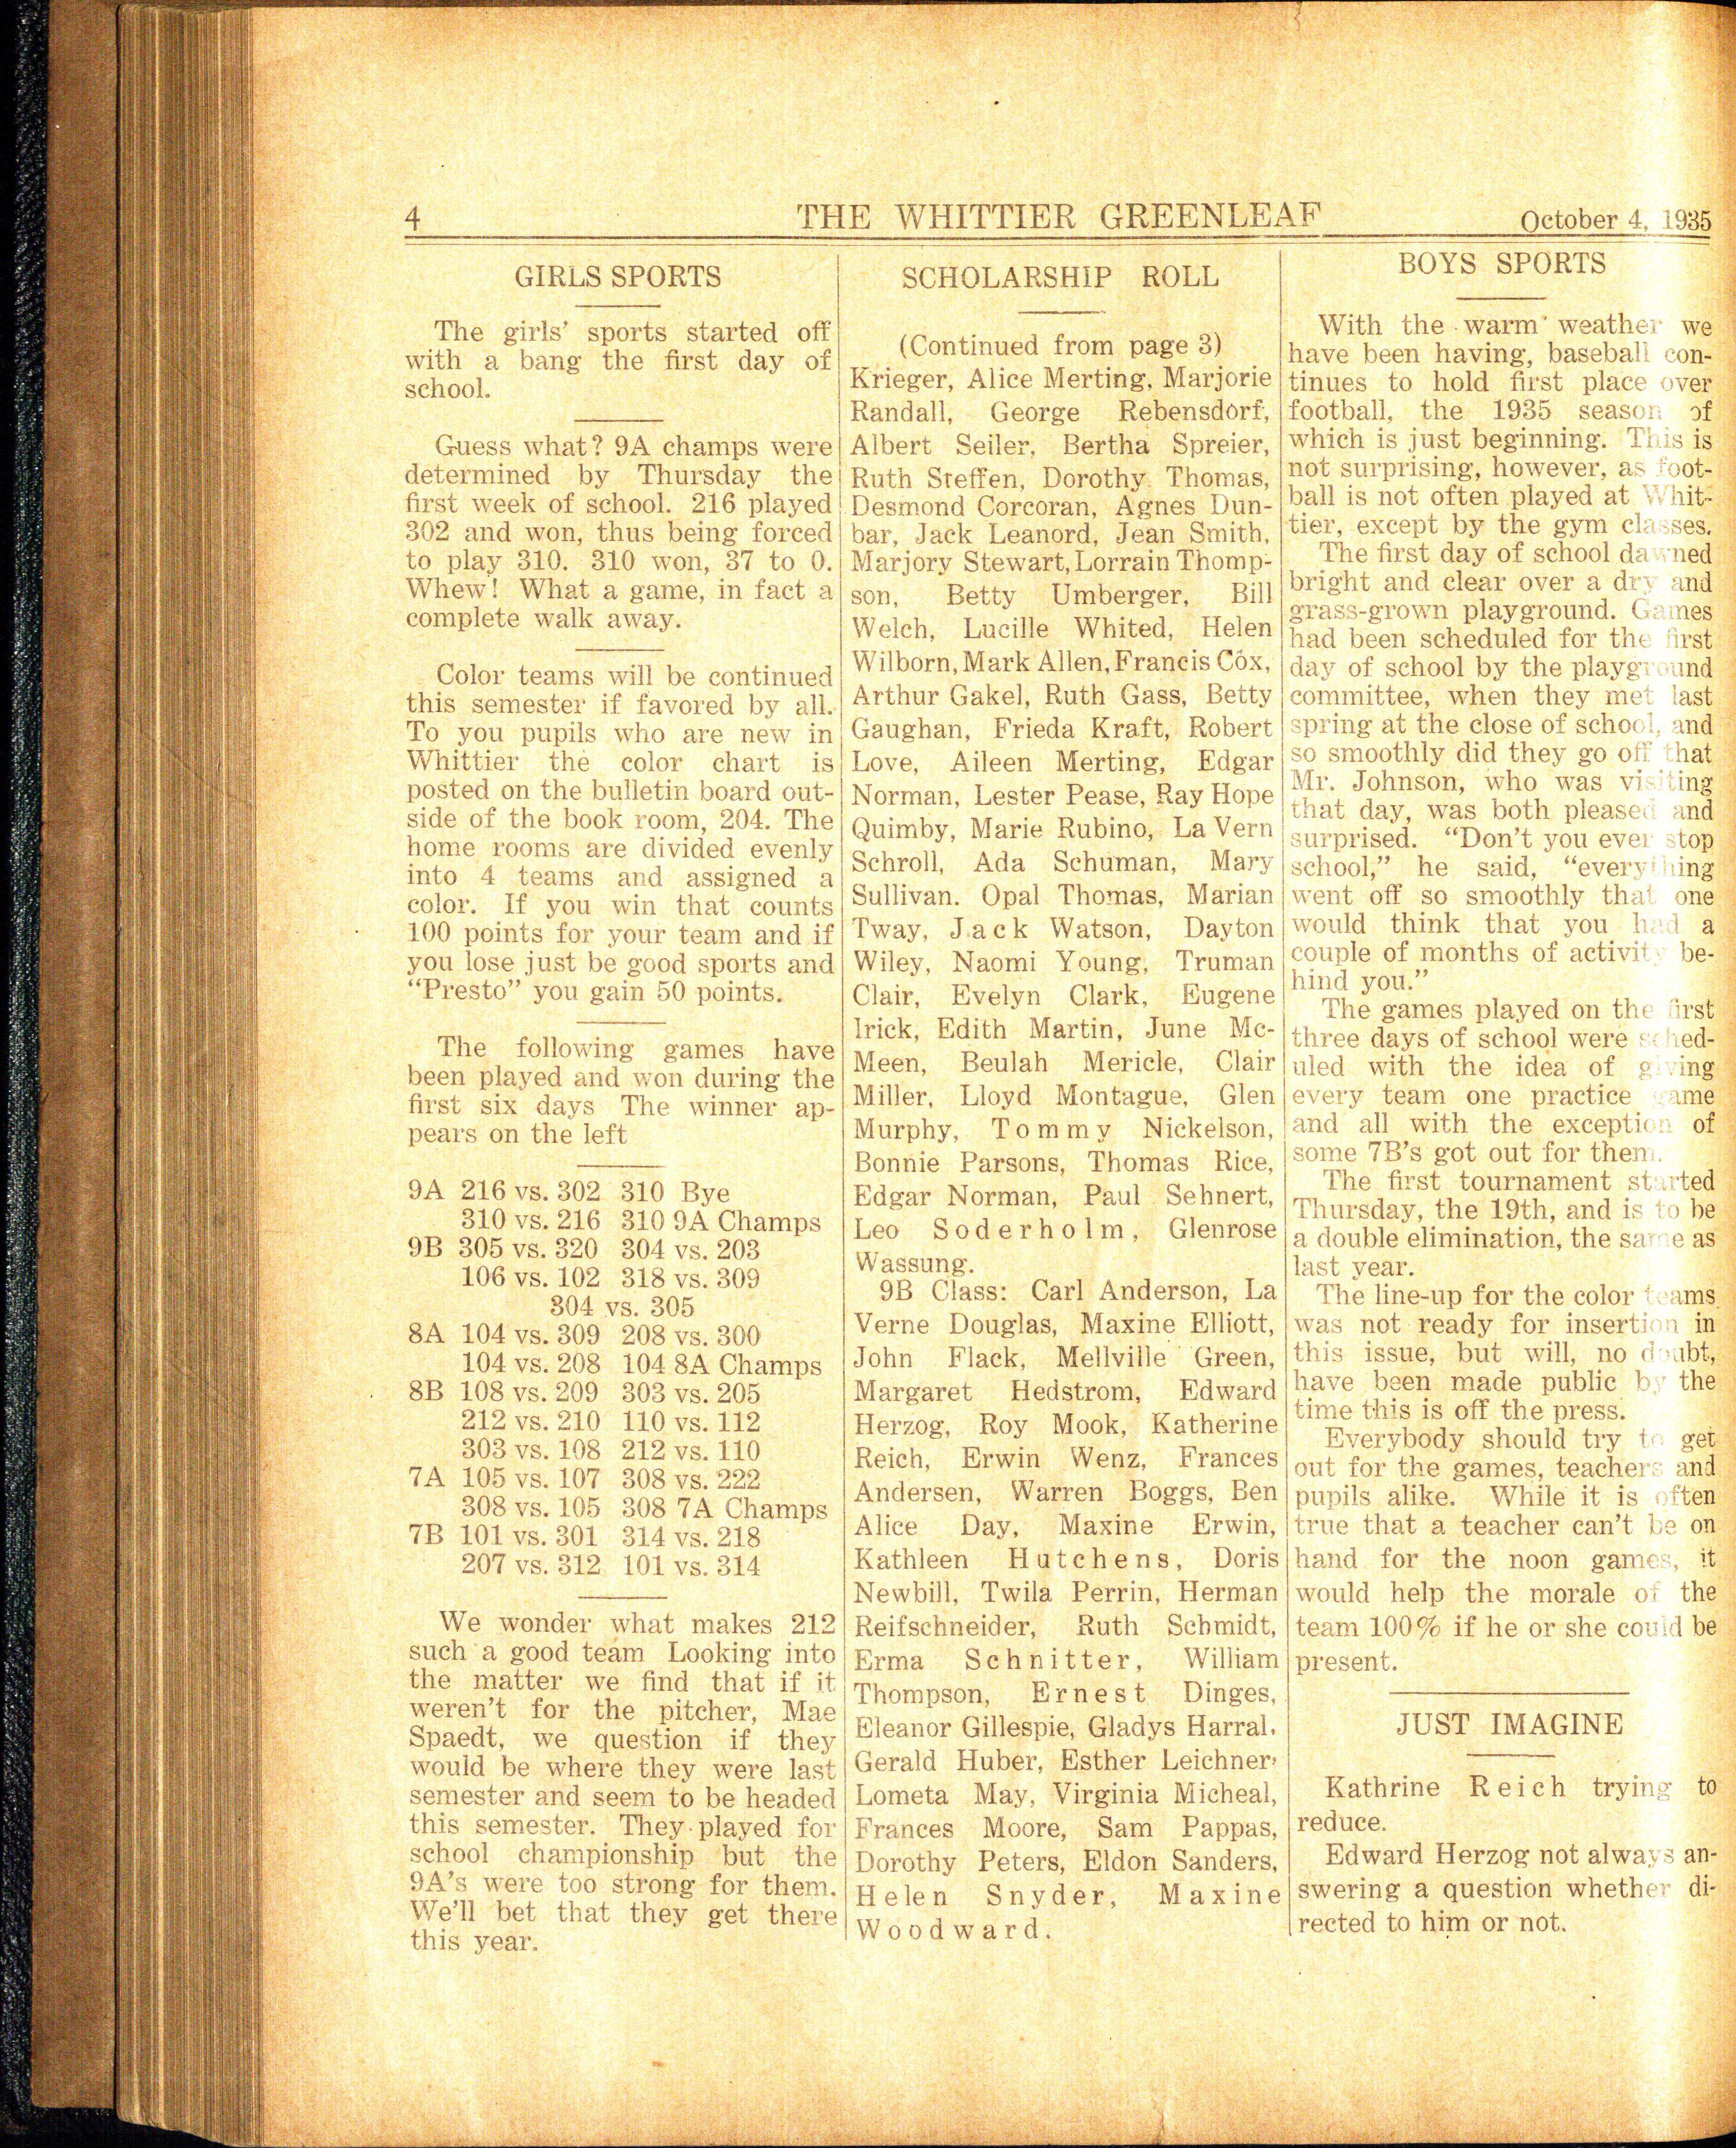 4 THE WHITTIER GREENLEAF October 4, 1935
GIRLS SPORTS
The girls' sports started off
with a bang the first day of
school.
Guess what? 9A champs were
determined by Thursday the
first week of school. 216 played
302 and won, thus being forced
to play 310. 310 won, 37 to 0.
Whew! What a game, in fact a
complete walk away.
Color teams will be continued
this semester if favored by all.
To you pupils who are new in
Whittier the color chart is
posted on the bulletin board out-
side of the book room, 204. The
home rooms are divided evenly
into 4 teams and assigned a
color. If you win that counts
100 points for your team and if
you lose just be good sports and
"Presto" you gain 50 points.
The following games have
been played and won during the
first six days The winner ap-
pears on the left
9A 216 vs. 302 310 Bye
310 vs. 216 310 9A Champs
9B 305 vs. 320 304 vs. 203
106 vs. 102 318 vs. 309
304 vs. 305
8A 104 vs. 309 208 vs. 300
104 vs. 208 104 8A Champs
8B 108 vs. 209 303 vs. 205
212 vs. 210 110 vs. 112
303 vs. 108 212 vs. 110
7A 105 vs. 107 308 vs. 222
308 vs. 105 308 7A Champs
7B 101 vs. 301 314 vs. 218
207 vs. 312 101 vs. 314
We wonder what makes 212
such a good team Looking into
the matter we find that if it
weren't for the pitcher, Mae
Spaedt, we question if they
would be where they were last
semester and seem to be headed
this semester. They played for
school championship but the
9A's were too strong for them.
We'll bet that they get there
this year.
SCHOLARSHIP ROLL
(Continued from page 3)
Krieger, Alice Merting, Marjorie
Randall, George Rebensdorf,
Albert Seiler, Bertha Spreier,
Ruth Steffen, Dorothy Thomas,
Desmond Corcoran, Agnes Dun-
bar, Jack Leanord, Jean Smith,
Marjory Stewart, Lorrain Thomp-
son, Betty Umberger, Bill
Welch, Lucille Whited, Helen
Wilborn, Mark Allen, Francis Cox,
Arthur Gakel, Ruth Gass, Betty
Gaughan, Frieda Kraft, Robert
Love, Aileen Merting, Edgar
Norman, Lester Pease, Ray Hope
Quimby, Marie Rubino, La Vern
Schroll, Ada Schuman, Mary
Sullivan. Opal Thomas, Marian
Tway, Jack Watson, Dayton
Wiley, Naomi Young, Truman
Clair, Evelyn Clark, Eugene
Irick, Edith Martin, June Mc-
Meen, Beulah Mericle, Clair
Miller, Lloyd Montague, Glen
Murphy, Tommy Nickelson,
Bonnie Parsons, Thomas Rice,
Edgar Norman, Paul Sehnert,
Leo Soderholm, Glenrose
Wassung.
9B Class: Carl Anderson, La
Verne Douglas, Maxine Elliott,
John Flack, Mellville Green,
Margaret Hedstrom, Edward
Herzog, Roy Mook, Katherine
Reich, Erwin Wenz, Frances
Andersen, Warren Boggs, Ben
Alice Day, Maxine Erwin,
Kathleen Hutchens, Doris
Newbill, Twila Perrin, Herman
Reifschneider, Ruth Schmidt,
Erma Schnitter, William
Thompson, Ernest Dinges,
Eleanor Gillespie, Gladys Harral.
Gerald Huber, Esther Leichner,
Lometa May, Virginia Micheal,
Frances Moore, Sam Pappas,
Dorothy Peters, Eldon Sanders,
Helen Snyder, Maxine
Woodward.
BOYS SPORTS
With the warm weather we
have been having, baseball con-
tinues to hold first place over
football, the 1935 season of
which is just beginning. This is
not surprising, however, as foot-
ball is not often played at Whit-
tier, except by the gym classes.
The first day of school dawned
bright and clear over a dry and
grass-grown playground. Games
had been scheduled for the first
day of school by the playground
committee, when they met last
spring at the close of school, and
so smoothly did they go off that
Mr. Johnson, who was visiting
that day, was both pleased and
surprised. "Don't you ever stop
school," he said, "everything
went off so smoothly that one
would think that you had a
couple of months of activity be-
hind you."
The games played on the first
three days of school were sched-
uled with the idea of giving
every team one practice game
and all with the exception of
some 7B's got out for them.
The first tournament started
Thursday, the 19th, and is to be
a double elimination, the same as
last year.
The line-up for the color teams
was not ready for insertion in
this issue, but will, no doubt,
have been made public by the
time this is off the press.
Everybody should try to get
out for the games, teachers and
pupils alike. While it is often
true that a teacher can't be on
hand for the noon games, it
would help the morale of the
team 100% if he or she could be
present.
JUST IMAGINE
Kathrine Reich trying to
reduce.
Edward Herzog not always an-
swering a question whether di-
rected to him or not.